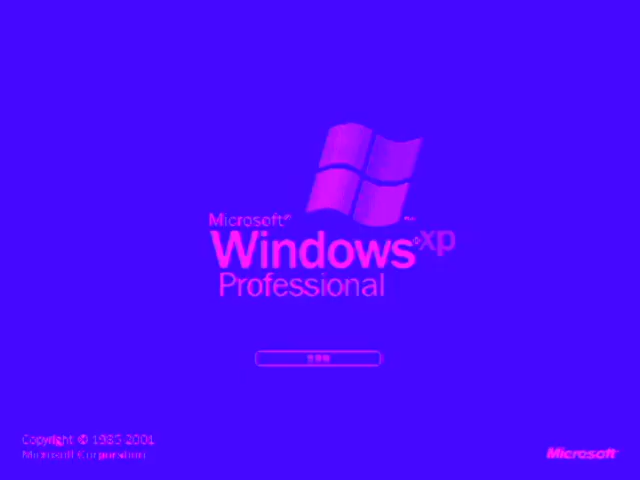 Microsoft®
Windows xp
Professional
Copyright © 1985-2001
Microsoft Corporation
Microsoft